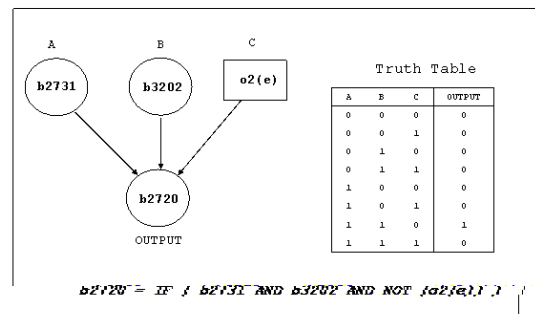 A B C
b2731 b3202 o2(e)
b2720
OUTPUT
Truth Table
A B C OUTPUT
0 0 0 0
0 0 1 0
0 1 0 0
0 1 1 0
1 0 0 0
1 0 1 0
1 1 0 1
1 1 1 0
b2720 = IF ( b2731 AND b3202 AND NOT (o2(e)) )